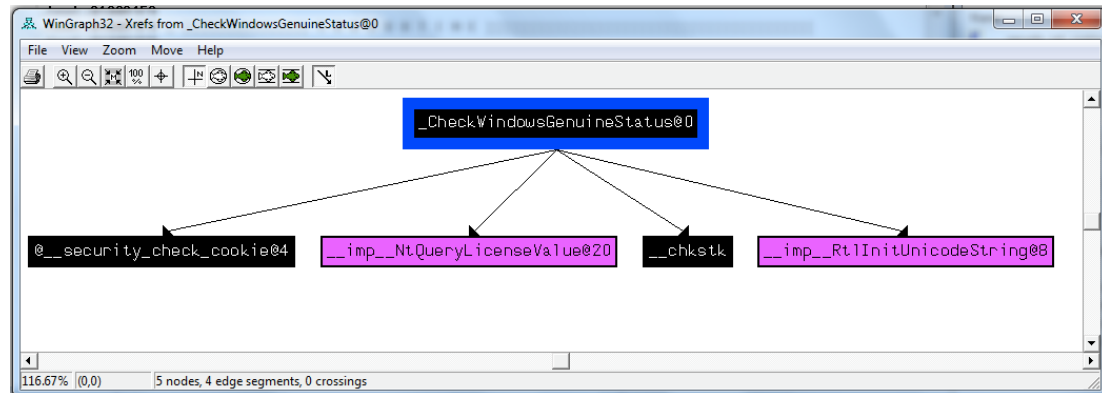 WinGraph32 - Xrefs from _CheckWindowsGenuineStatus@0
File View Zoom Move Help
100
%
N
_CheckWindowsGenuineStatus@0
@__security_check_cookie@4 __imp__NtQueryLicenseValue@20 __chkstk __imp__RtlInitUnicodeString@8
116.67% (0,0) 5 nodes, 4 edge segments, 0 crossings